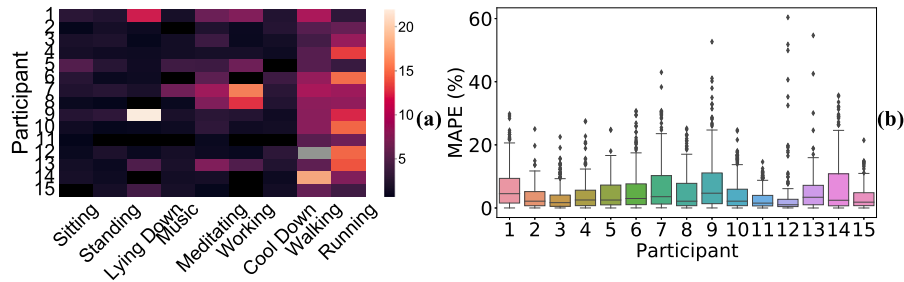 Participant
1
2
3
4
5
6
7
8
9
10
11
12
13
14
15
Sitting
Standing
Lying Down
Music
Meditating
Working
Cool Down
Walking
Running
20
15
10
5
(a)
MAPE (%)
60
40
20
0
1 2 3 4 5 6 7 8 9 10 11 12 13 14 15
Participant
(b)